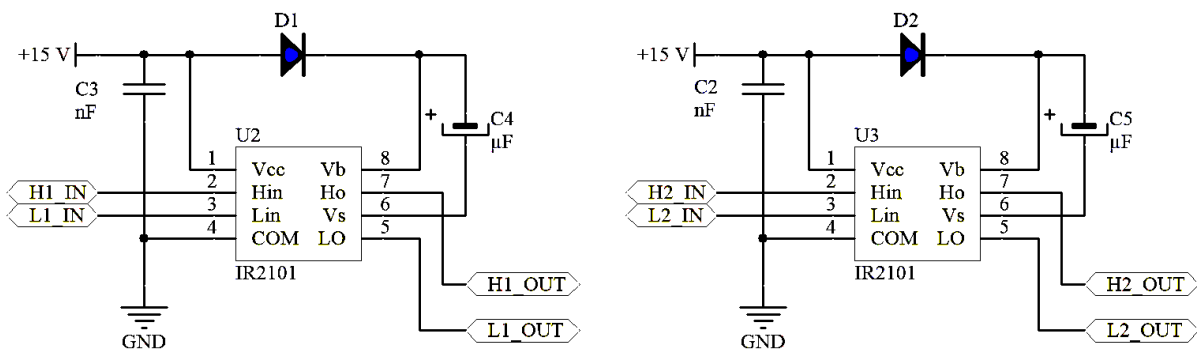 D1
+15 V
C3
nF
+
C4
µF
U2
1 Vcc Vb 8
H1_IN 2 Hin Ho 7
L1_IN 3 Lin Vs 6
4 COM LO 5
IR2101
H1_OUT
L1_OUT
GND
D2
+15 V
C2
nF
+
C5
µF
U3
1 Vcc Vb 8
H2_IN 2 Hin Ho 7
L2_IN 3 Lin Vs 6
4 COM LO 5
IR2101
H2_OUT
L2_OUT
GND